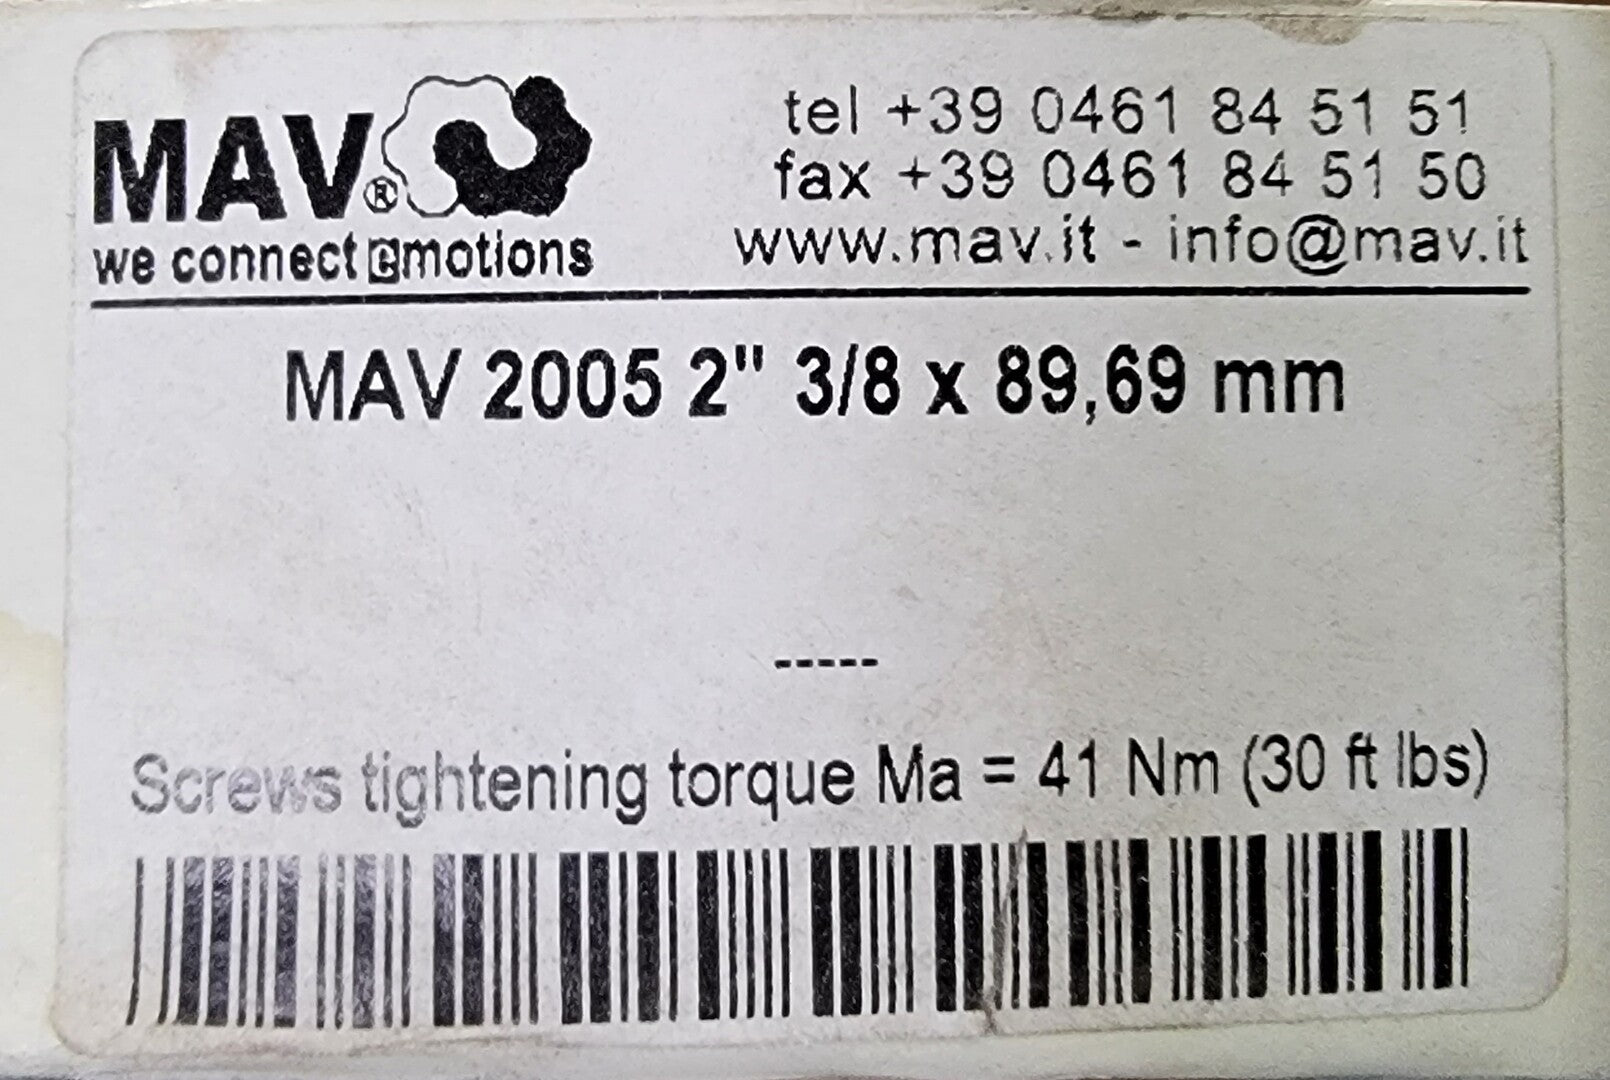 MAV®
we connect emotions
tel +39 0461 84 51 51
fax +39 0461 84 51 50
www.mav.it - info@mav.it
MAV 2005 2" 3/8 x 89,69 mm
-----
Screws tightening torque Ma = 41 Nm (30 ft lbs)